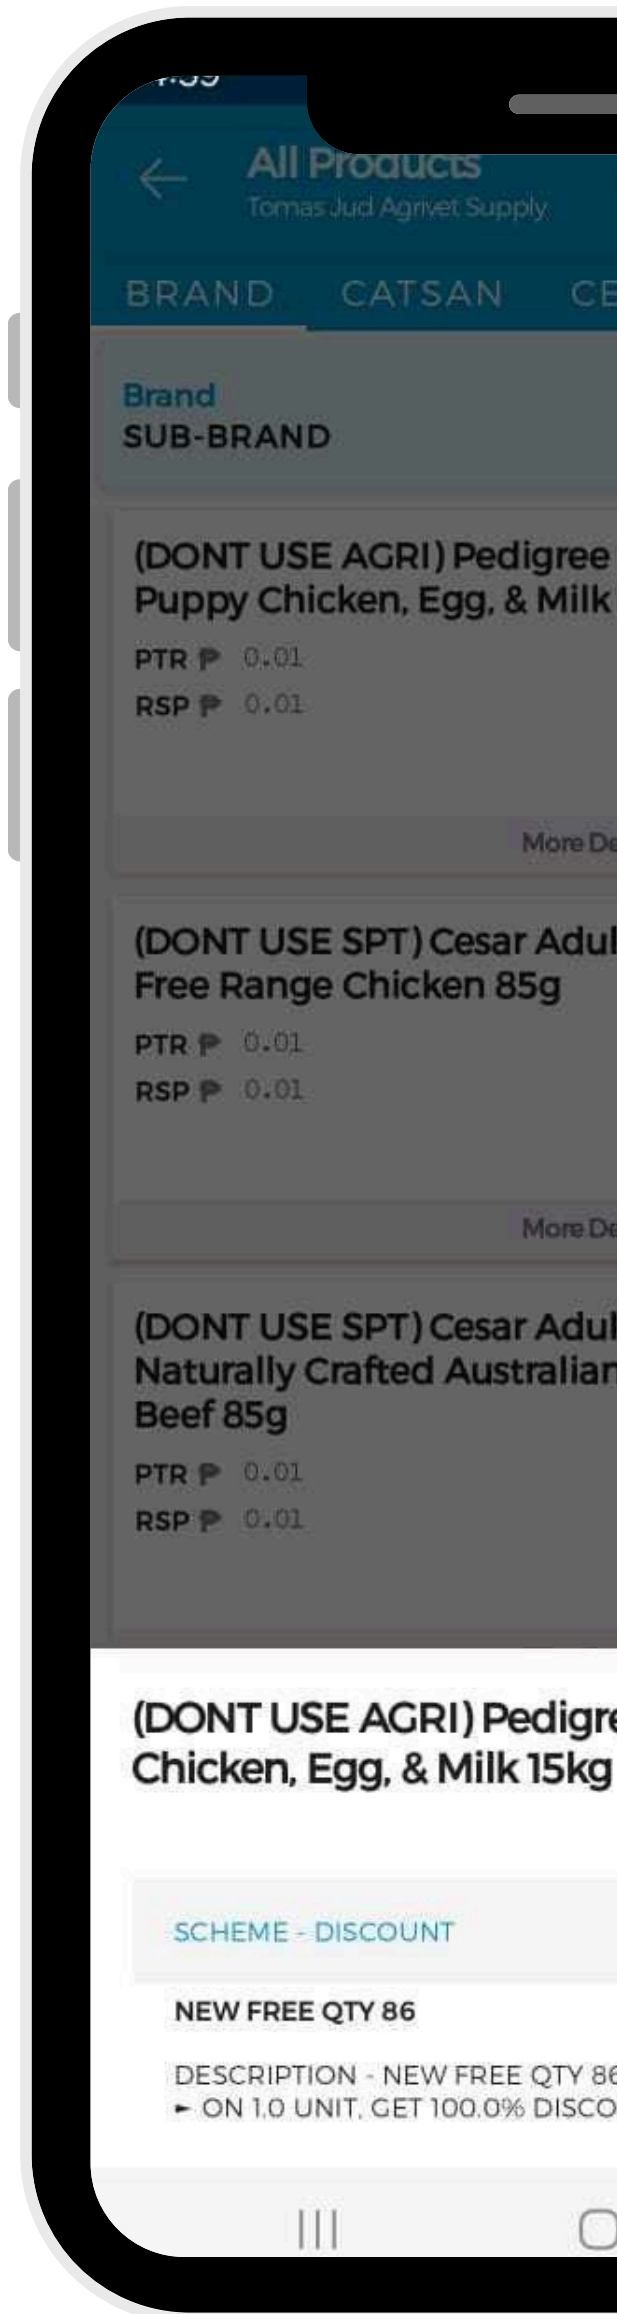 All Products
Tomas Jud Agrivet Supply
BRAND CATSAN
Brand
SUB-BRAND
(DONT USE AGRI) Pedigree
Puppy Chicken, Egg, & Milk
PTR ₱ 0.01
RSP ₱ 0.01
More
(DONT USE SPT) Cesar
Free Range Chicken 85g
PTR ₱ 0.01
RSP ₱ 0.01
More
(DONT USE SPT) Cesar
Naturally Crafted Australian
Beef 85g
PTR ₱ 0.01
RSP ₱ 0.01
(DONT USE AGRI)
Chicken, Egg, & Milk 15kg
SCHEME - DISCOUNT
NEW FREE QTY 86
DESCRIPTION - NEW FREE QTY 86
► ON 1.0 UNIT, GET 100.0%